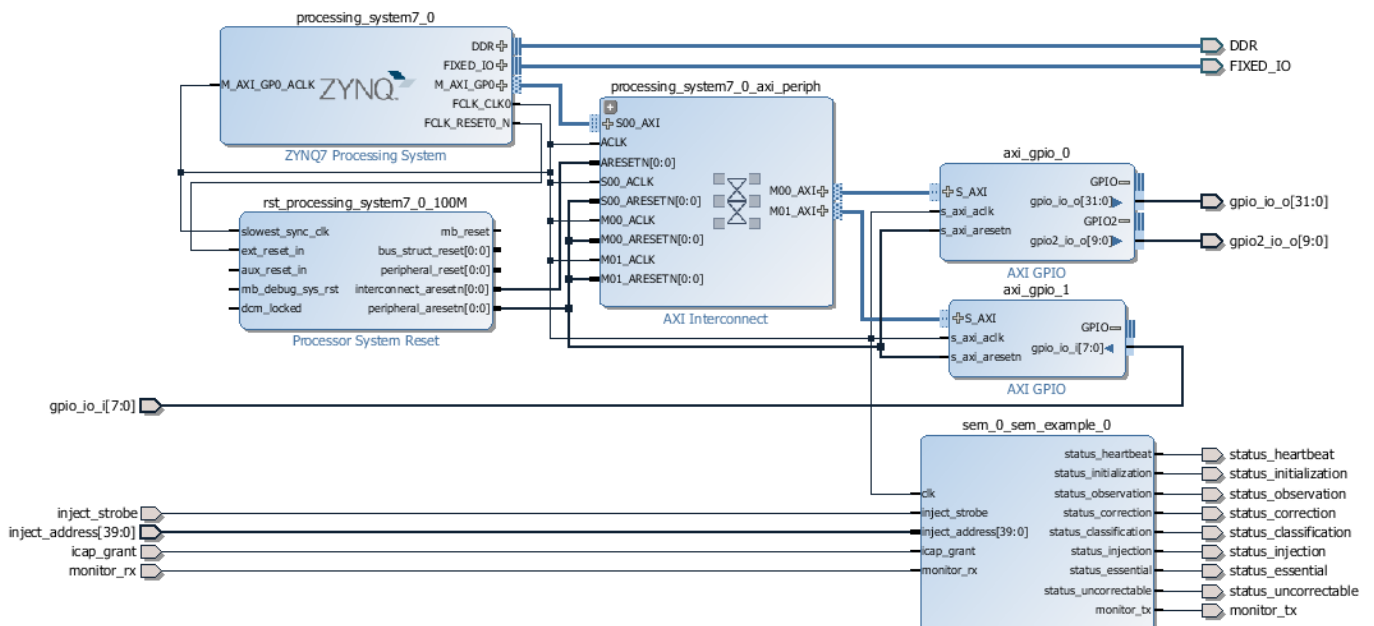 processing_system7_0
DDR
FIXED_IO
M_AXI_GP0_ACLK
ZYNQ
M_AXI_GP0
FCLK_CLK0
FCLK_RESET0_N
ZYNQ7 Processing System
DDR
FIXED_IO
processing_system7_0_axi_periph
S00_AXI
ACLK
ARESETN[0:0]
S00_ACLK
S00_ARESETN[0:0]
M00_ACLK
M00_ARESETN[0:0]
M01_ACLK
M01_ARESETN[0:0]
M00_AXI
M01_AXI
AXI Interconnect
rst_processing_system7_0_100M
slowest_sync_clk
ext_reset_in
aux_reset_in
mb_debug_sys_rst
dcm_locked
mb_reset
bus_struct_reset[0:0]
peripheral_reset[0:0]
interconnect_aresetn[0:0]
peripheral_aresetn[0:0]
Processor System Reset
axi_gpio_0
S_AXI
s_axi_aclk
s_axi_aresetn
GPIO
gpio_io_o[31:0]
GPIO2
gpio2_io_o[9:0]
AXI GPIO
gpio_io_o[31:0]
gpio2_io_o[9:0]
axi_gpio_1
S_AXI
s_axi_aclk
s_axi_aresetn
GPIO
gpio_io_i[7:0]
AXI GPIO
gpio_io_i[7:0]
inject_strobe
inject_address[39:0]
icap_grant
monitor_rx
sem_0_sem_example_0
clk
inject_strobe
inject_address[39:0]
icap_grant
monitor_rx
status_heartbeat
status_initialization
status_observation
status_correction
status_classification
status_injection
status_essential
status_uncorrectable
monitor_tx
status_heartbeat
status_initialization
status_observation
status_correction
status_classification
status_injection
status_essential
status_uncorrectable
monitor_tx